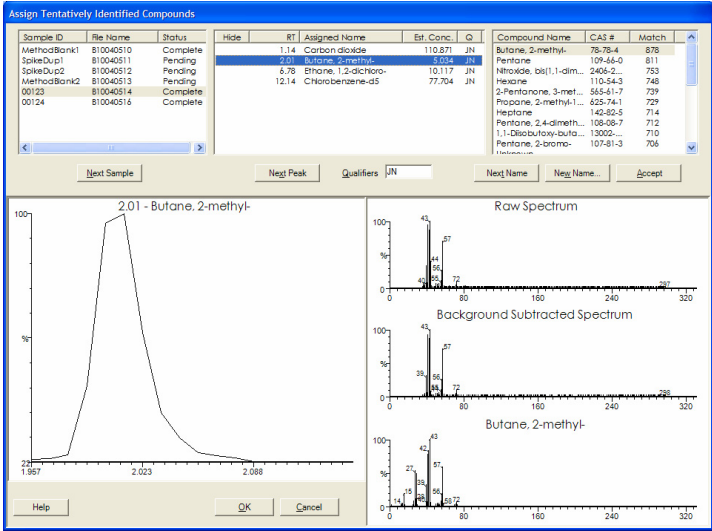 Assign Tentatively Identified Compounds
Sample ID File Name Status
MethodBlank1 B10040510 Complete
SpikeDup1 B10040511 Pending
SpikeDup2 B10040512 Pending
MethodBlank2 B10040513 Pending
00123 B10040514 Complete
00124 B10040516 Complete
Hide RT Assigned Name Est. Conc. Q
1.14 Carbon dioxide 110.871 JN
2.01 Butane, 2-methyl- 5.034 JN
6.78 Ethane, 1,2-dichloro- 10.117 JN
12.14 Chlorobenzene-d5 77.704 JN
Compound Name CAS # Match
Butane, 2-methyl- 78-78-4 878
Pentane 109-66-0 811
Nitroxide, bis(1,1-dim... 2406-2... 753
Hexane 110-54-3 748
2-Pentanone, 3-met... 565-61-7 739
Propane, 2-methyl-1... 625-74-1 729
Heptane 142-82-5 714
Pentane, 2,4-dimeth... 108-08-7 712
1,1-Diisobutoxy-buta... 13002-... 710
Pentane, 2-bromo- 107-81-3 706
Unknown
Next Sample
Next Peak
Qualifiers JN
Next Name
New Name...
Accept
2.01 - Butane, 2-methyl-
100
%
22
1.957 2.023 2.088
Raw Spectrum
100
%
0
43
57
44
56
40 55 72
297
0 80 160 240 320
Background Subtracted Spectrum
100
%
0
43
57
39 56
72
298
0 80 160 240 320
Butane, 2-methyl-
100
%
0
43
42
27 57
39
15 56
14 58 72
0 80 160 240 320
Help
OK
Cancel